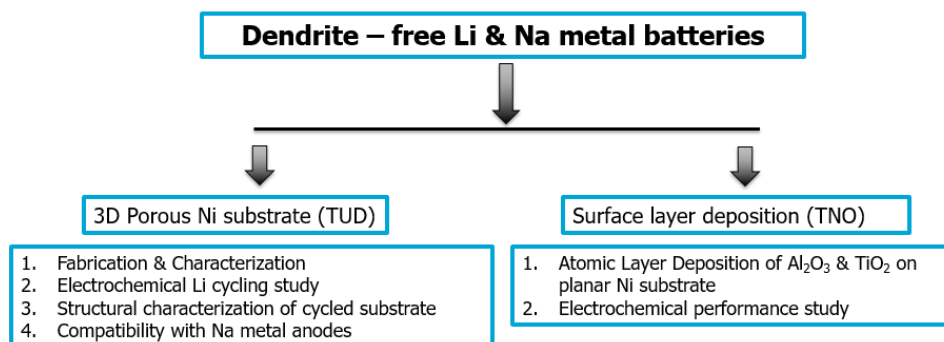 Dendrite – free Li & Na metal batteries
3D Porous Ni substrate (TUD)
1. Fabrication & Characterization
2. Electrochemical Li cycling study
3. Structural characterization of cycled substrate
4. Compatibility with Na metal anodes
Surface layer deposition (TNO)
1. Atomic Layer Deposition of Al₂O₃ & TiO₂ on
planar Ni substrate
2. Electrochemical performance study